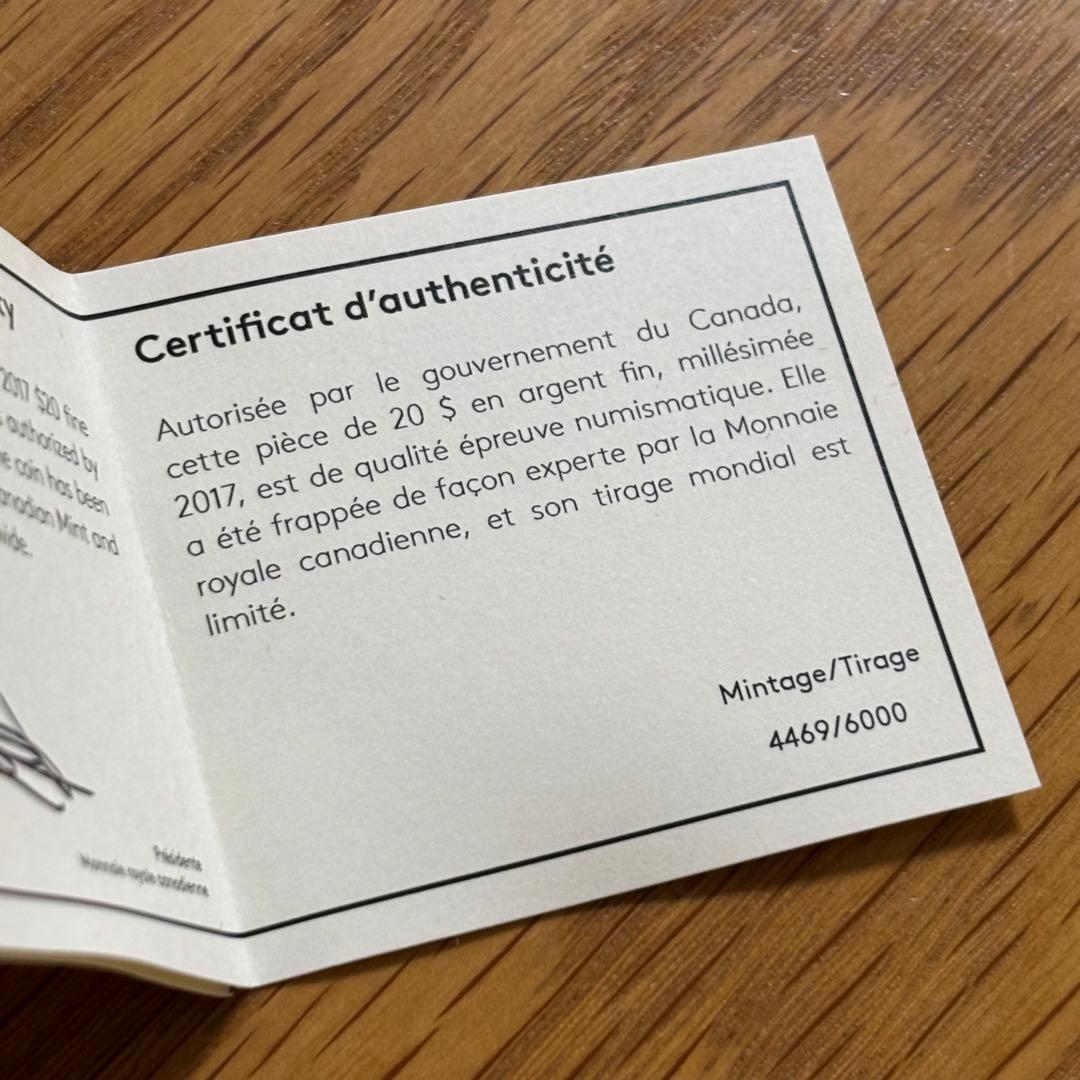 ty
2017 $20 fine
authorized by
e coin has been
anadian Mint and
wide.
Présidente
Monnaie royale canadienne
Certificat d'authenticité
Autorisée par le gouvernement du Canada,
cette pièce de 20 $ en argent fin, millésimée
2017, est de qualité épreuve numismatique. Elle
a été frappée de façon experte par la Monnaie
royale canadienne, et son tirage mondial est
limité.
Mintage/Tirage
4469/6000